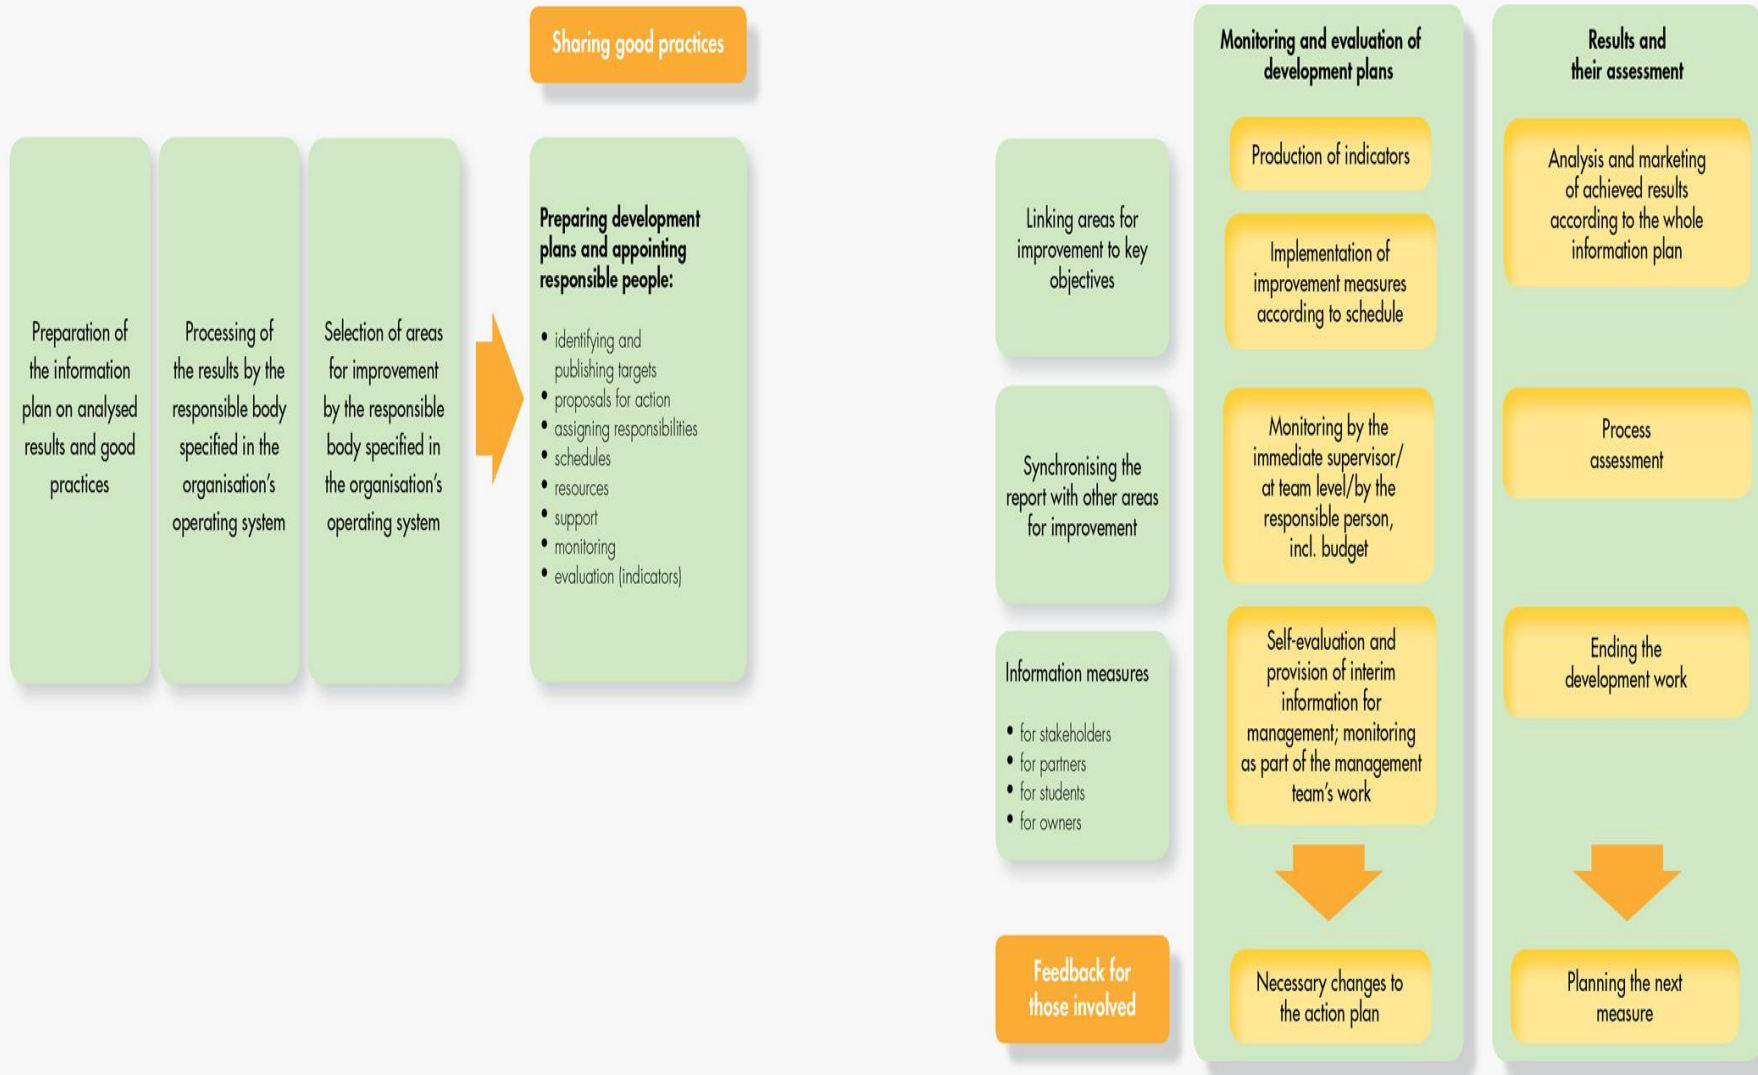 Sharing good practices
Preparation of
the information
plan on analysed
results and good
practices
Processing of
the results by the
responsible body
specified in the
organisation's
operating system
Selection of areas
for improvement
by the responsible
body specified in
the organisation's
operating system
Preparing development
plans and appointing
responsible people:
• identifying and
publishing targets
• proposals for action
• assigning responsibilities
• schedules
• resources
• support
• monitoring
• evaluation (indicators)
Linking areas for
improvement to key
objectives
Synchronising the
report with other areas
for improvement
Information measures
• for stakeholders
• for partners
• for students
• for owners
Feedback for
those involved
Monitoring and evaluation of
development plans
Production of indicators
Implementation of
improvement measures
according to schedule
Monitoring by the
immediate supervisor/
at team level/by the
responsible person,
incl. budget
Self-evaluation and
provision of interim
information for
management; monitoring
as part of the management
team's work
Necessary changes to
the action plan
Results and
their assessment
Analysis and marketing
of achieved results
according to the whole
information plan
Process
assessment
Ending the
development work
Planning the next
measure